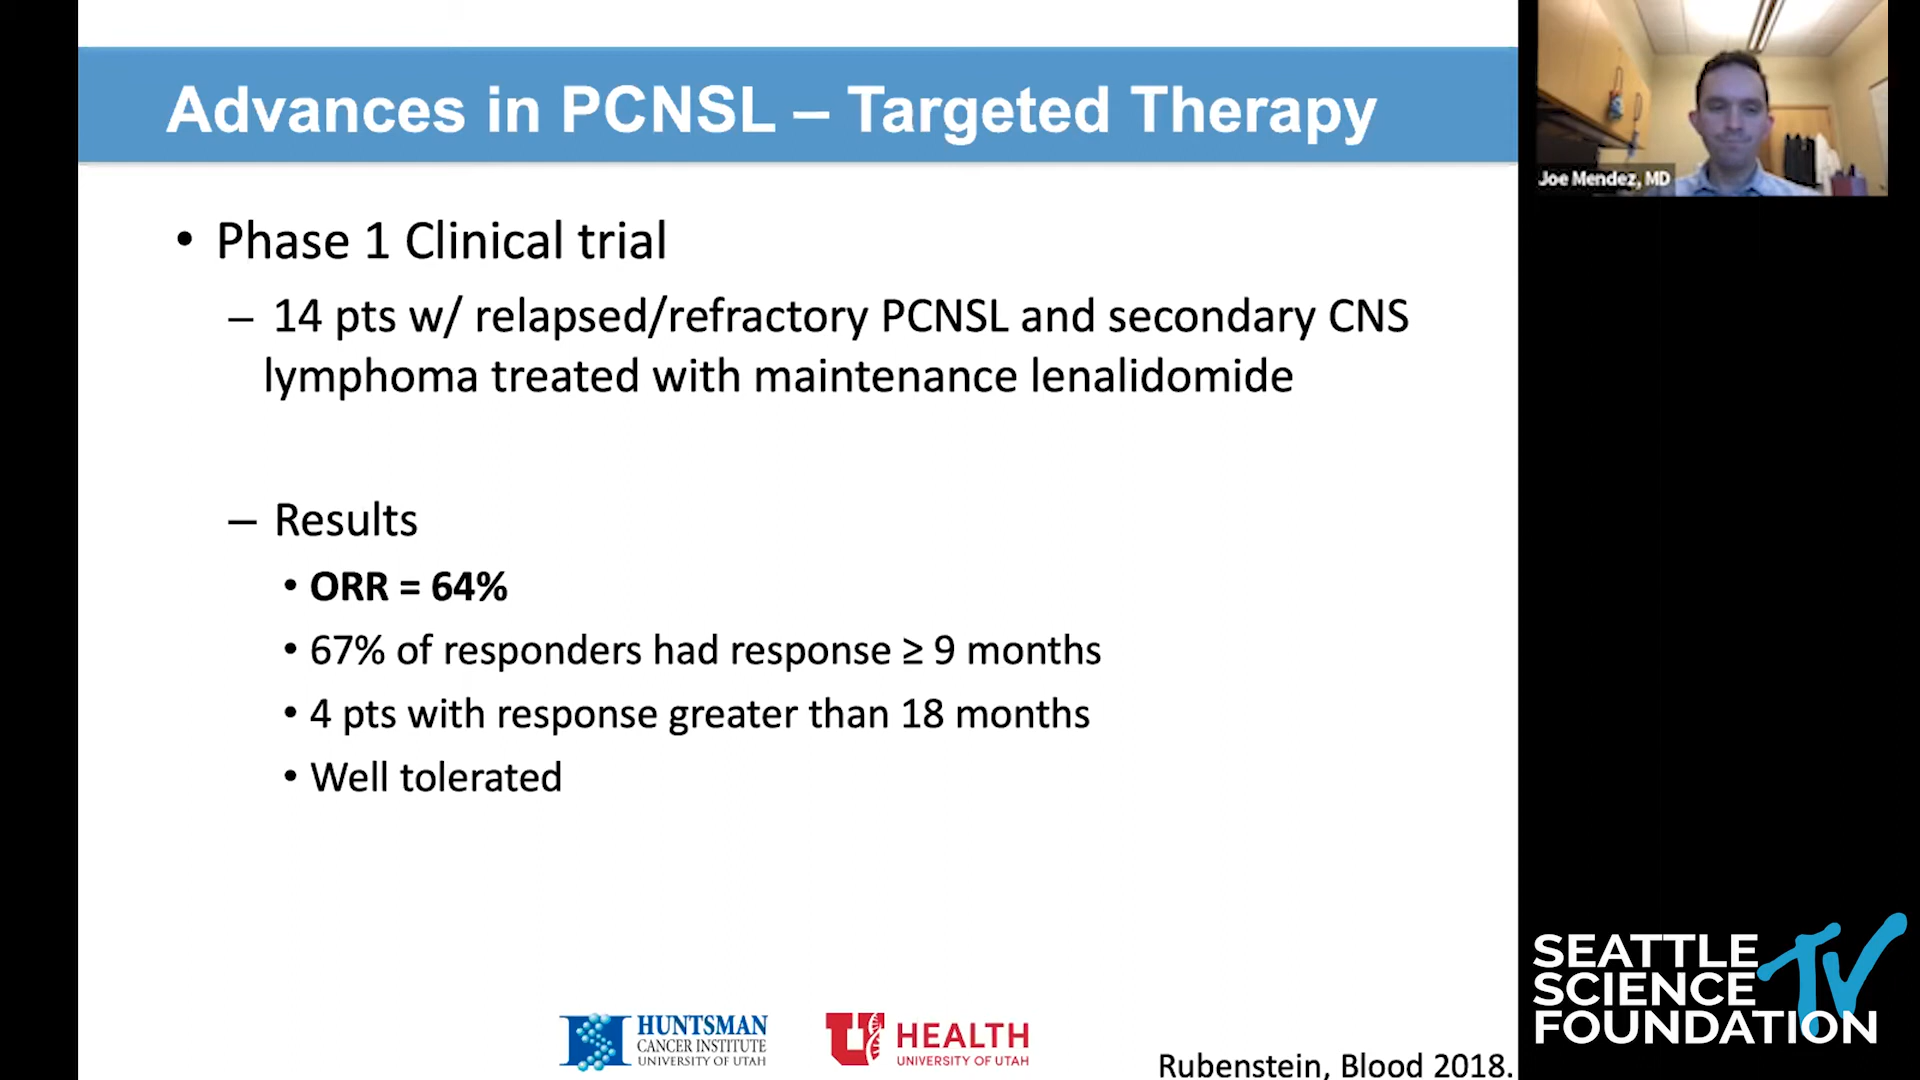 Advances in PCNSL – Targeted Therapy
Joe Mendez, MD
• Phase 1 Clinical trial
– 14 pts w/ relapsed/refractory PCNSL and secondary CNS
lymphoma treated with maintenance lenalidomide
– Results
• ORR = 64%
• 67% of responders had response ≥ 9 months
• 4 pts with response greater than 18 months
• Well tolerated
HUNTSMAN
CANCER INSTITUTE
UNIVERSITY OF UTAH
U HEALTH
UNIVERSITY OF UTAH
Rubenstein, Blood 2018.
SEATTLE
SCIENCE
FOUNDATION
TV